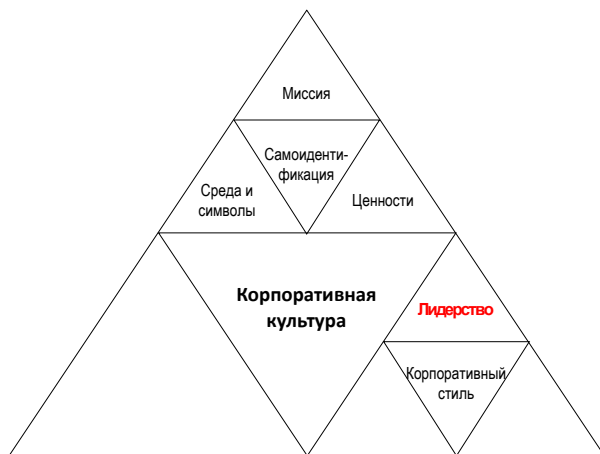 Миссия
Самоиденти-
фикация
Среда и
символы
Ценности
Корпоративная
культура
Лидерство
Корпоративный
стиль